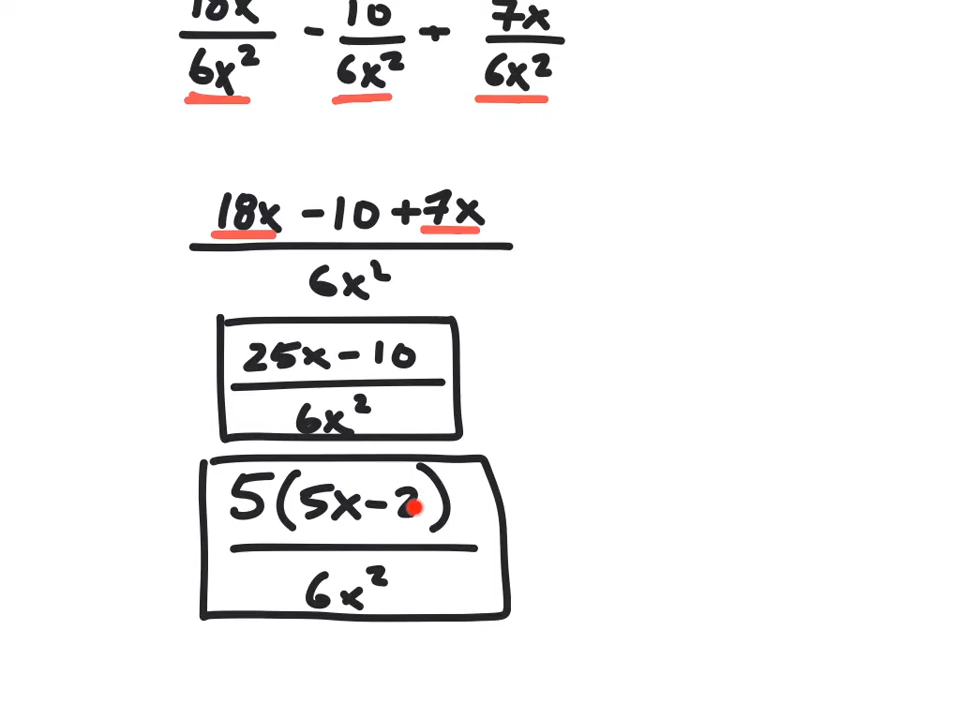 18x/6x² - 10/6x² + 7x/6x²
18x - 10 + 7x
6x²
25x - 10
6x²
5(5x - 2)
6x²